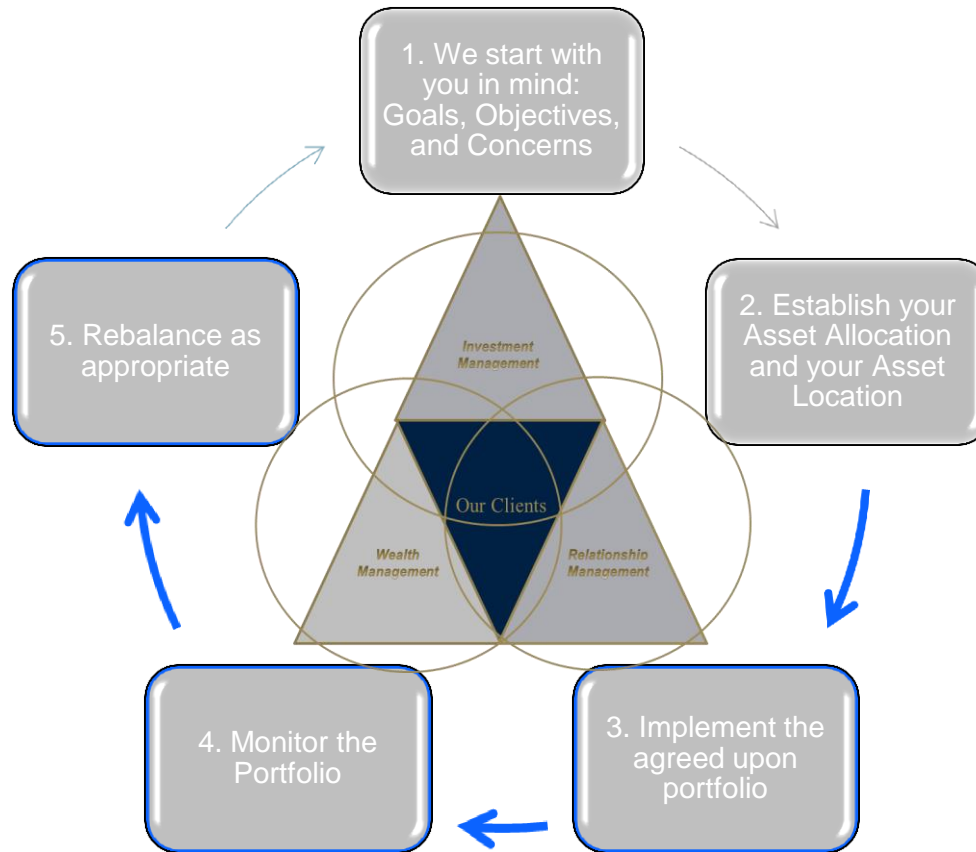 1. We start with
you in mind:
Goals, Objectives,
and Concerns
2. Establish your
Asset Allocation
and your Asset
Location
3. Implement the
agreed upon
portfolio
4. Monitor the
Portfolio
5. Rebalance as
appropriate
Investment
Management
Our Clients
Wealth
Management
Relationship
Management